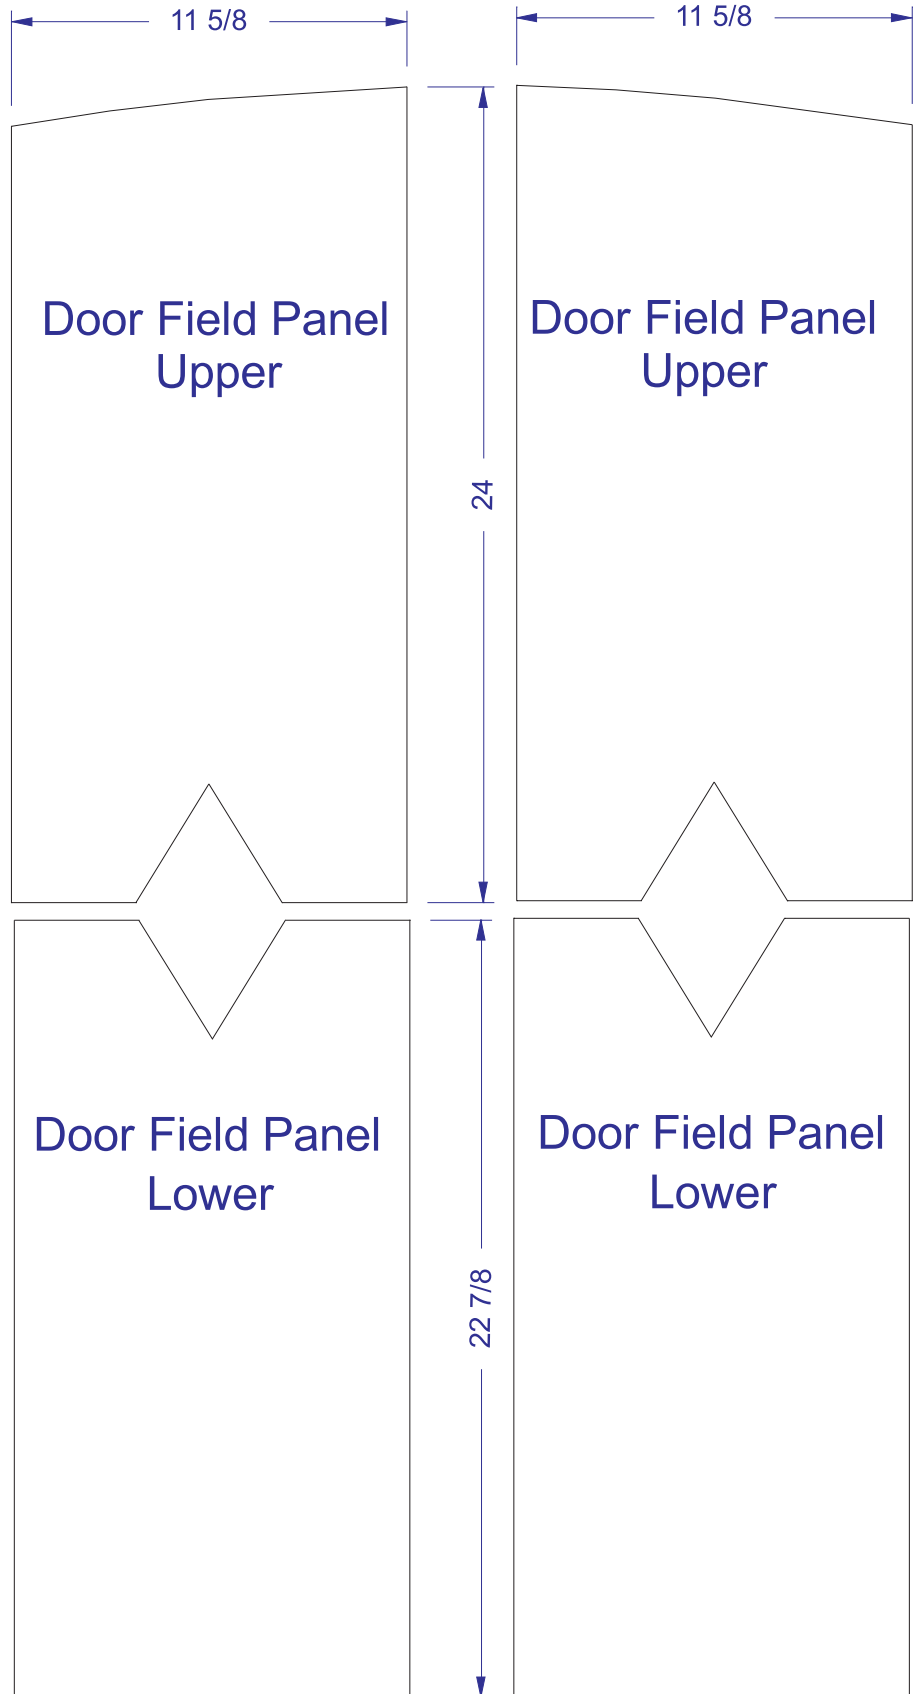 11 5/8
11 5/8
Door Field Panel
Upper
Door Field Panel
Upper
24
Door Field Panel
Lower
Door Field Panel
Lower
22 7/8